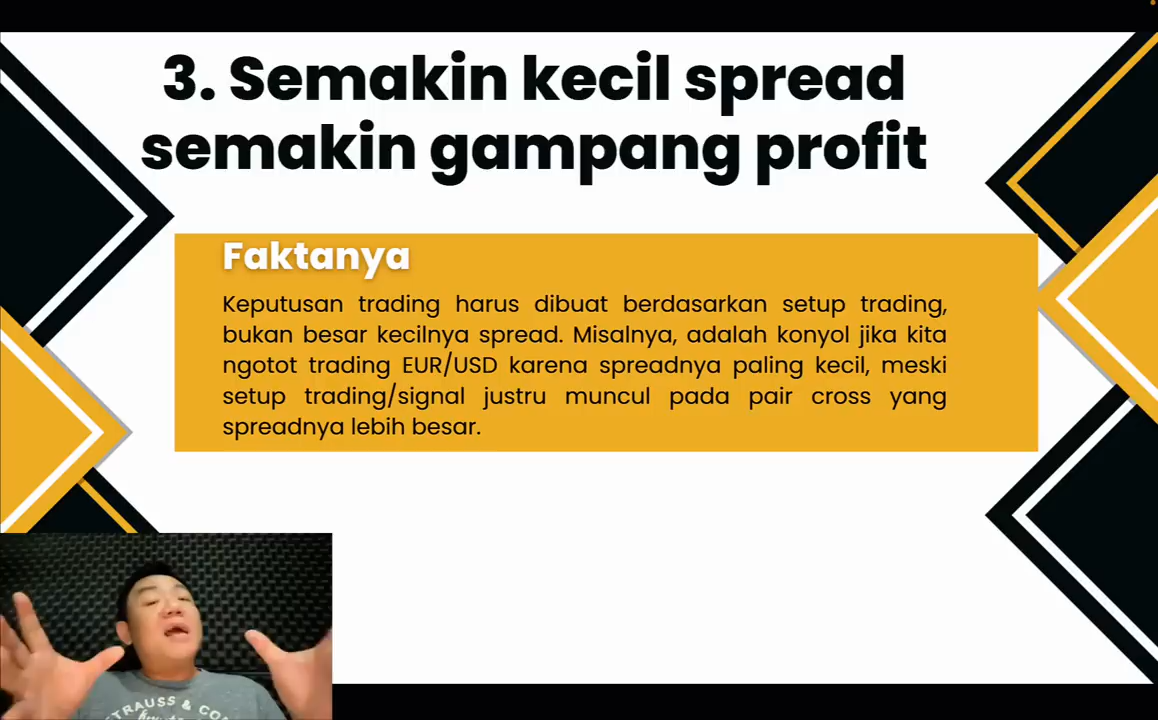 3. Semakin kecil spread
semakin gampang profit
Faktanya
Keputusan trading harus dibuat berdasarkan setup trading,
bukan besar kecilnya spread. Misalnya, adalah konyol jika kita
ngotot trading EUR/USD karena spreadnya paling kecil, meski
setup trading/signal justru muncul pada pair cross yang
spreadnya lebih besar.
TRAUSS & CO